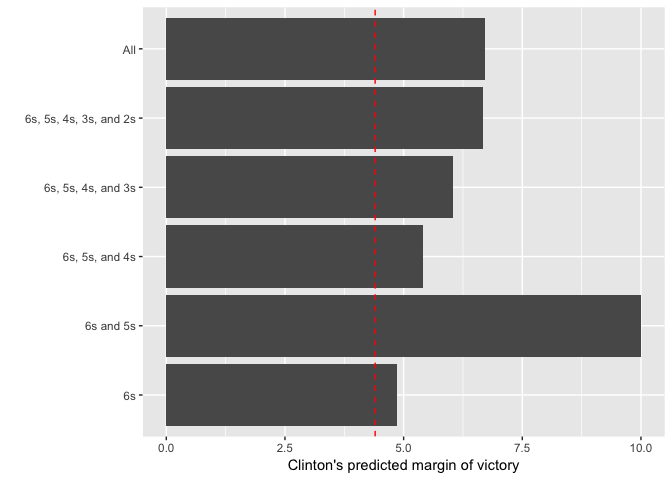 All
6s, 5s, 4s, 3s, and 2s
6s, 5s, 4s, and 3s
6s, 5s, and 4s
6s and 5s
6s
0.0 2.5 5.0 7.5 10.0
Clinton's predicted margin of victory